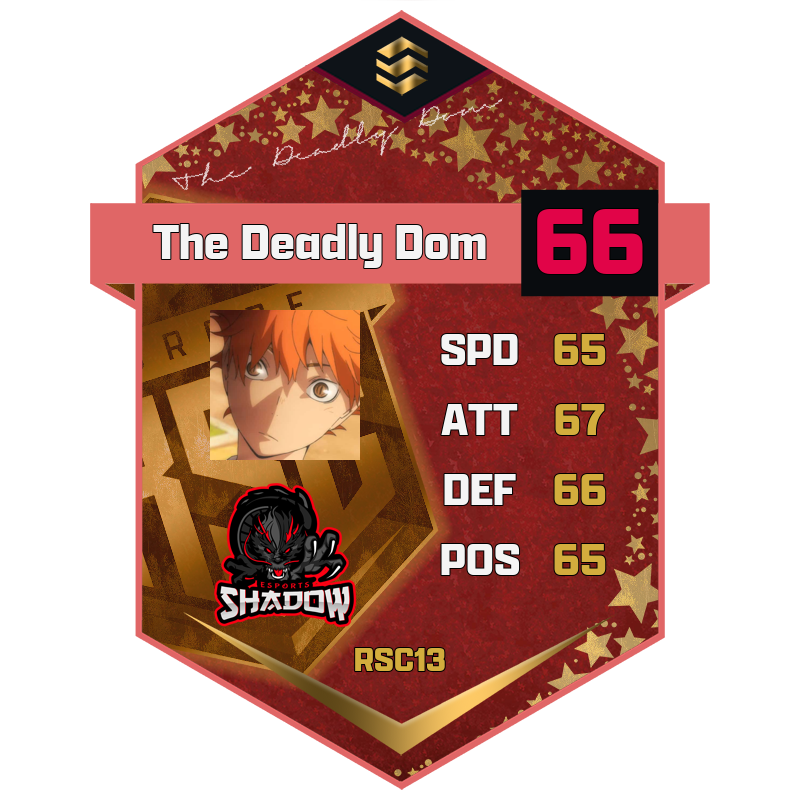 The Deadly Dom
The Deadly Dom
66
SPD 65
ATT 67
DEF 66
POS 65
ESPORTS
SHADOW
RSC13